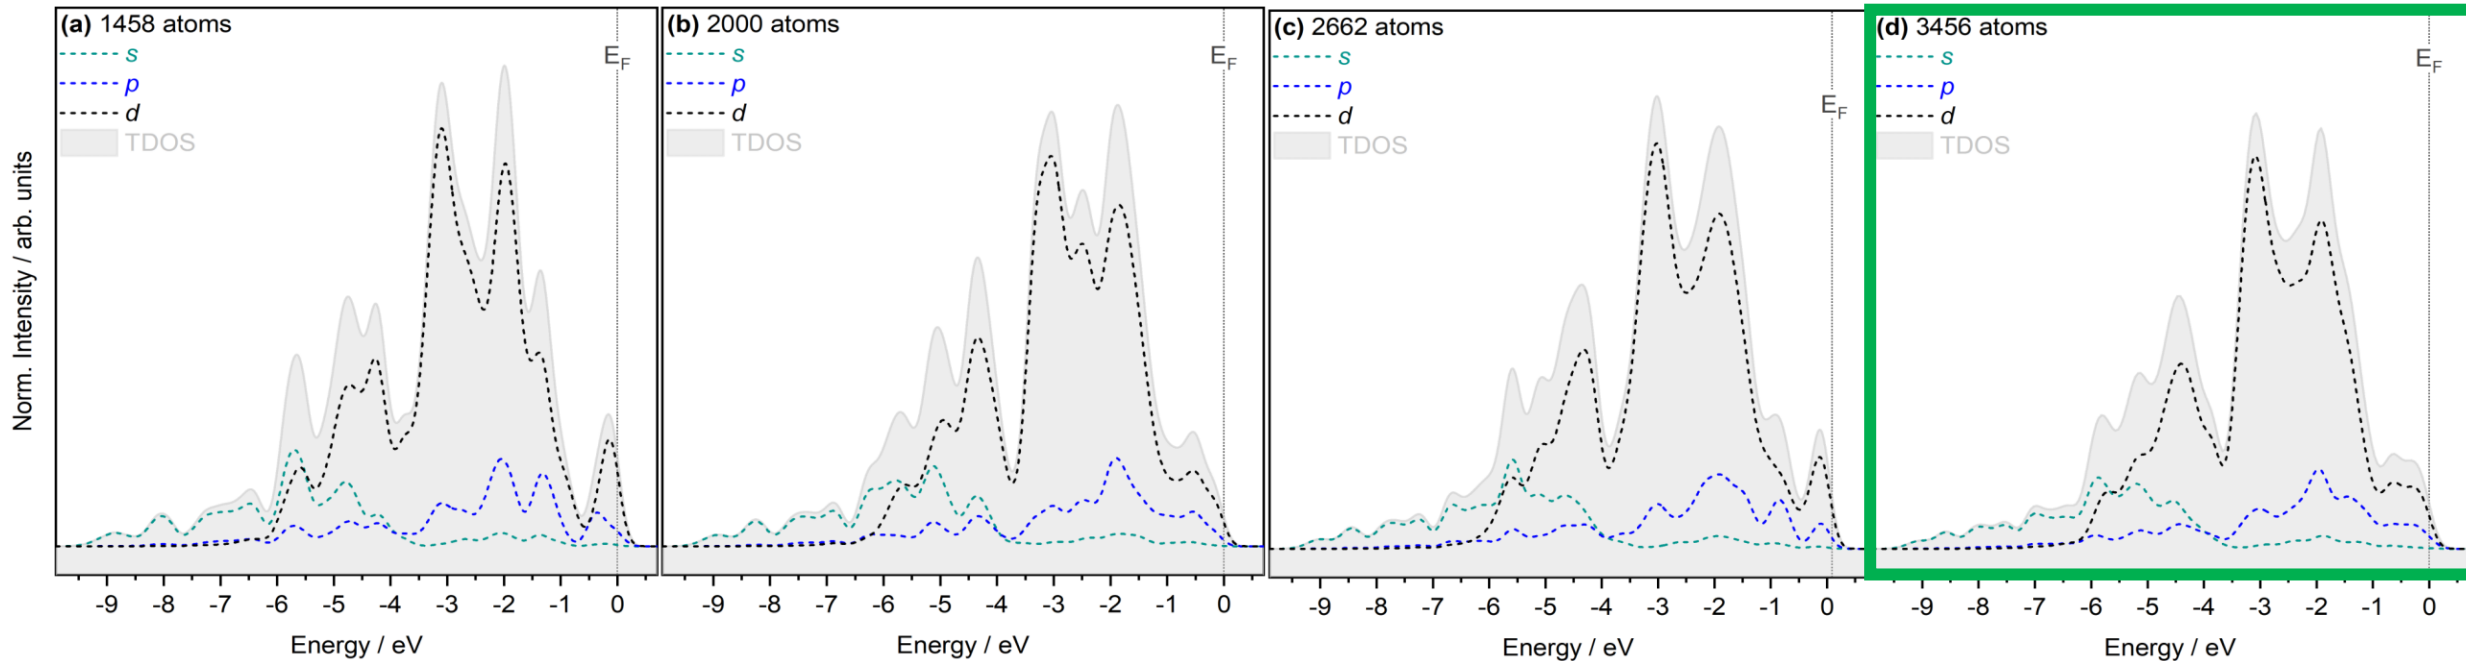 Norm. Intensity / arb. units
(a) 1458 atoms
s
p
d
TDOS
E_F
-9 -8 -7 -6 -5 -4 -3 -2 -1 0
Energy / eV
(b) 2000 atoms
s
p
d
TDOS
E_F
-9 -8 -7 -6 -5 -4 -3 -2 -1 0
Energy / eV
(c) 2662 atoms
s
p
d
TDOS
E_F
-9 -8 -7 -6 -5 -4 -3 -2 -1 0
Energy / eV
(d) 3456 atoms
s
p
d
TDOS
E_F
-9 -8 -7 -6 -5 -4 -3 -2 -1 0
Energy / eV